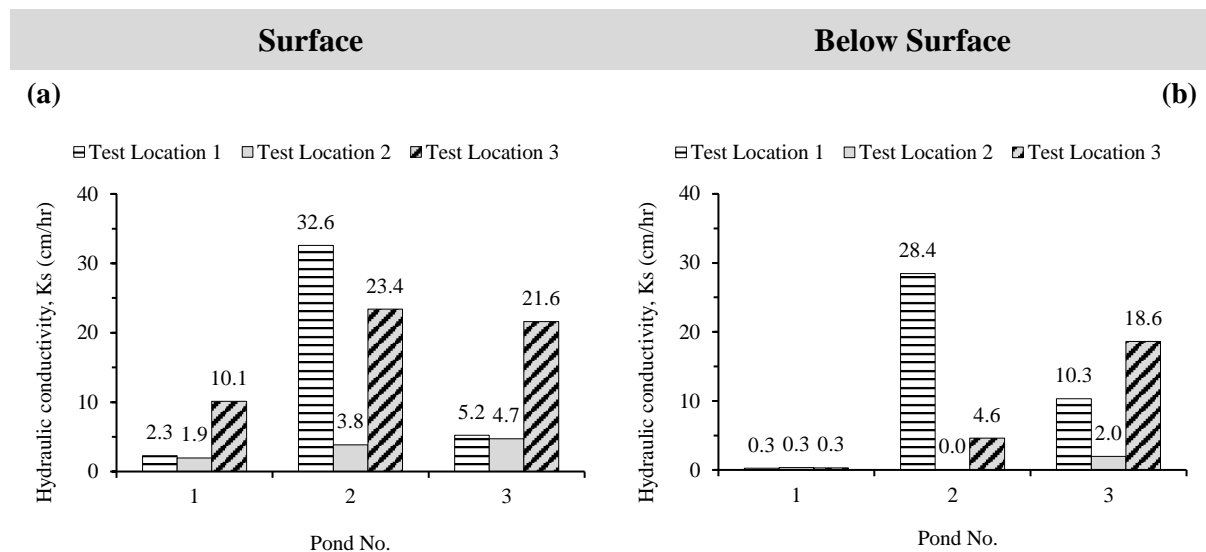 Surface
Below Surface
(a)
(b)
Test Location 1 Test Location 2 Test Location 3
Hydraulic conductivity, Ks (cm/hr)
40
30
20
10
0
2.3 1.9 10.1
32.6 3.8 23.4
5.2 4.7 21.6
1 2 3
Pond No.
Test Location 1 Test Location 2 Test Location 3
Hydraulic conductivity, Ks (cm/hr)
40
30
20
10
0
0.3 0.3 0.3
28.4 0.0 4.6
10.3 2.0 18.6
1 2 3
Pond No.